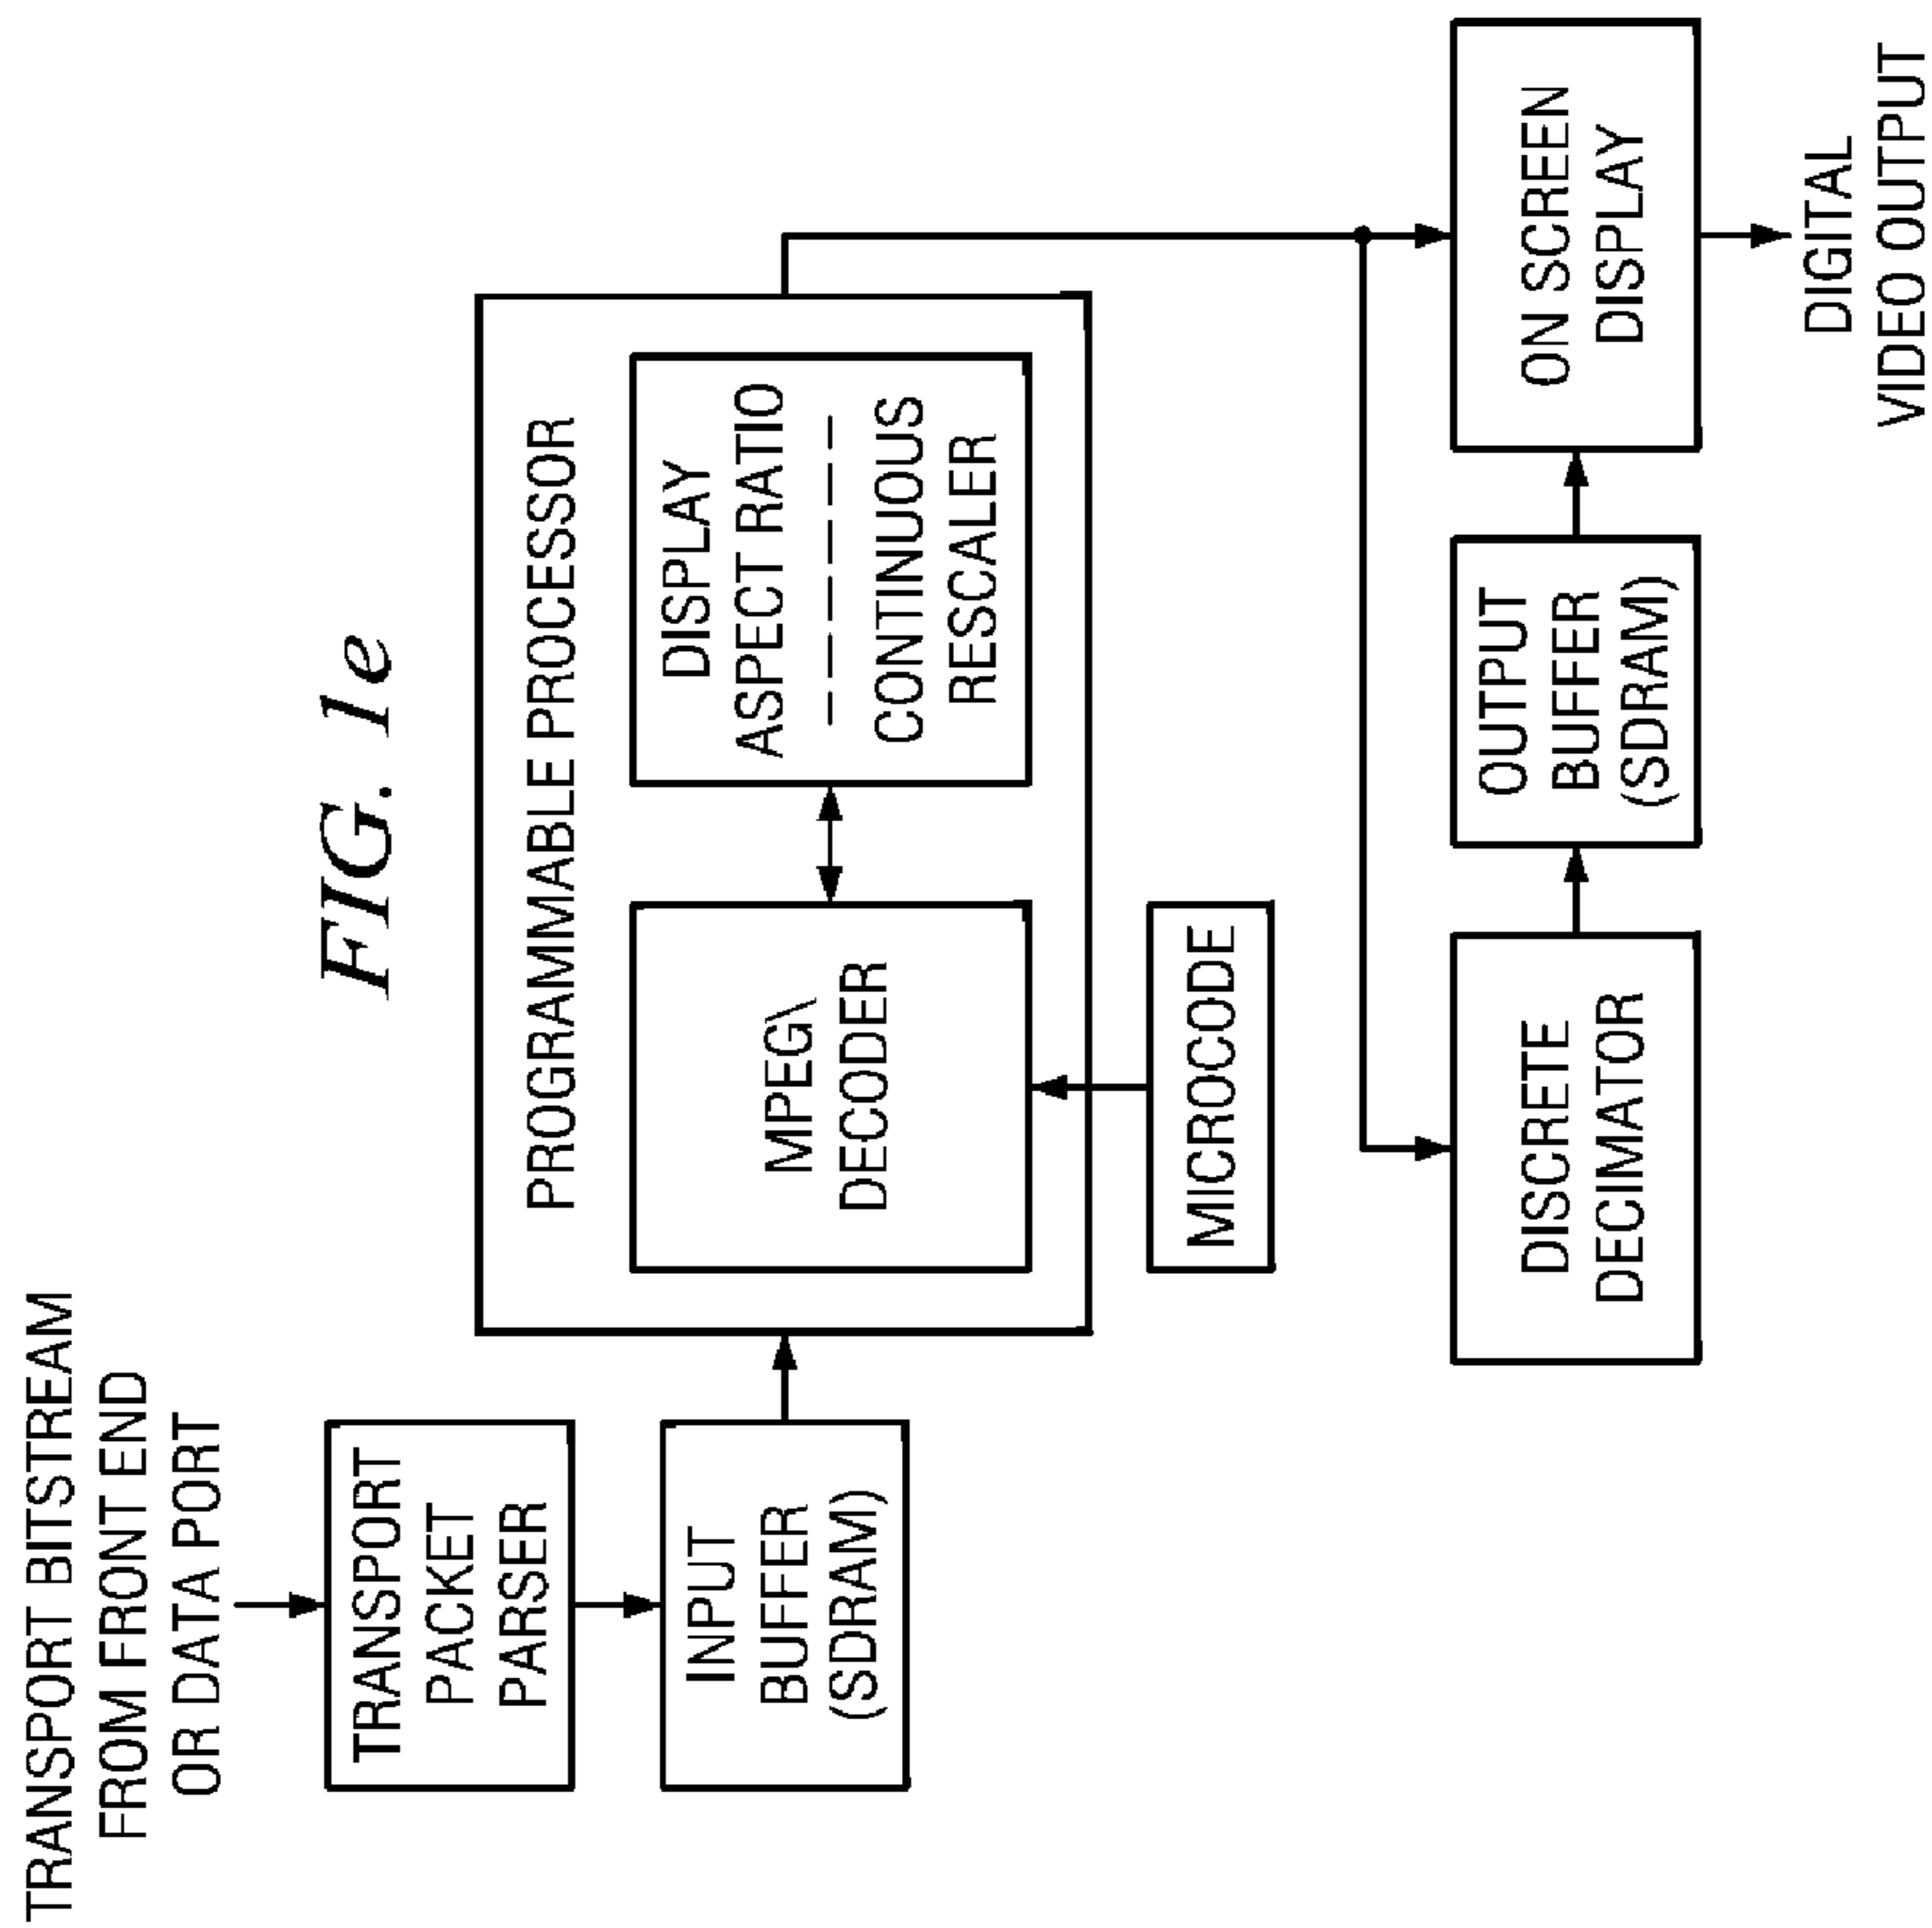 TRANSPORT BITSTREAM
FROM FRONT END
OR DATA PORT
TRANSPORT
PACKET
PARSER
INPUT
BUFFER
(SDRAM)
FIG. 1e
PROGRAMMABLE PROCESSOR
MPEG\
DECODER
DISPLAY
ASPECT RATIO
CONTINUOUS
RESCALER
MICROCODE
DISCRETE
DECIMATOR
OUTPUT
BUFFER
(SDRAM)
ON SCREEN
DISPLAY
DIGITAL
VIDEO OUTPUT